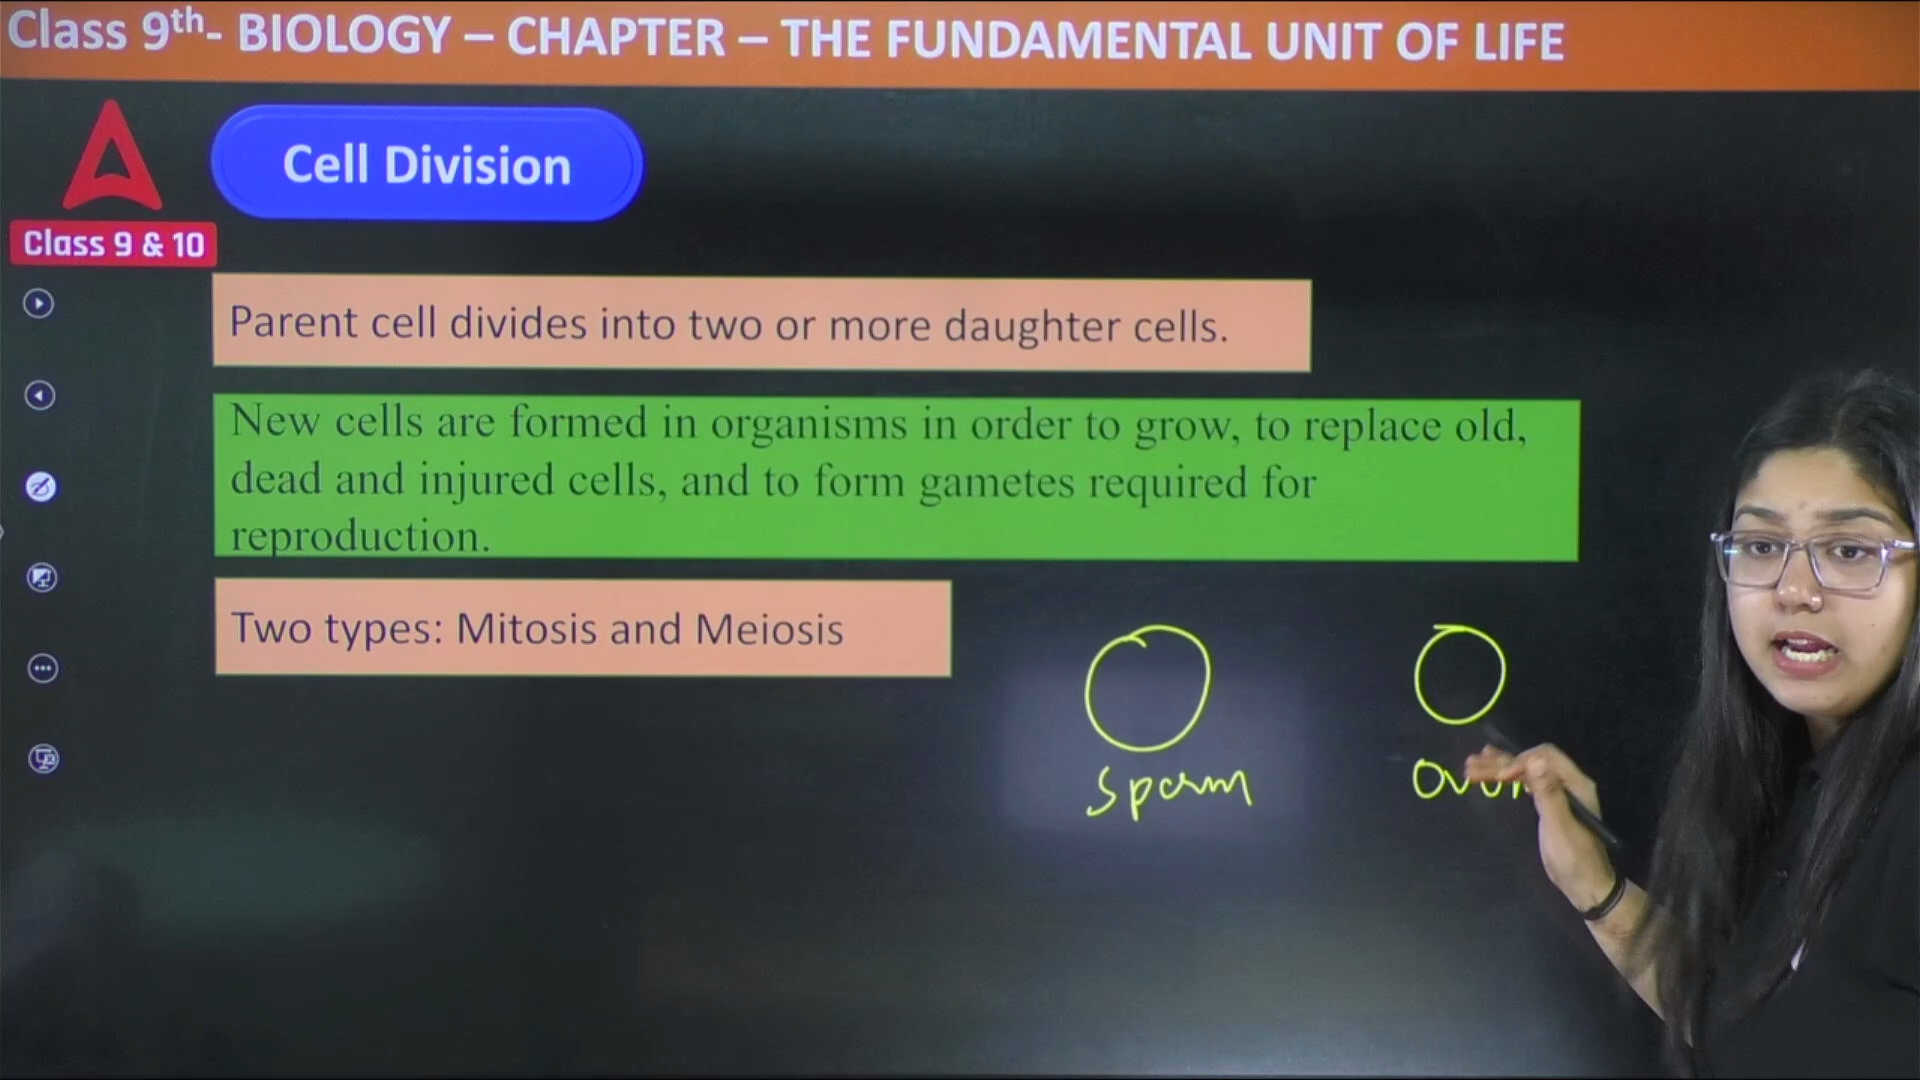 Class 9th- BIOLOGY – CHAPTER – THE FUNDAMENTAL UNIT OF LIFE
Cell Division
Class 9 & 10
Parent cell divides into two or more daughter cells.
New cells are formed in organisms in order to grow, to replace old,
dead and injured cells, and to form gametes required for
reproduction.
Two types: Mitosis and Meiosis
Sperm